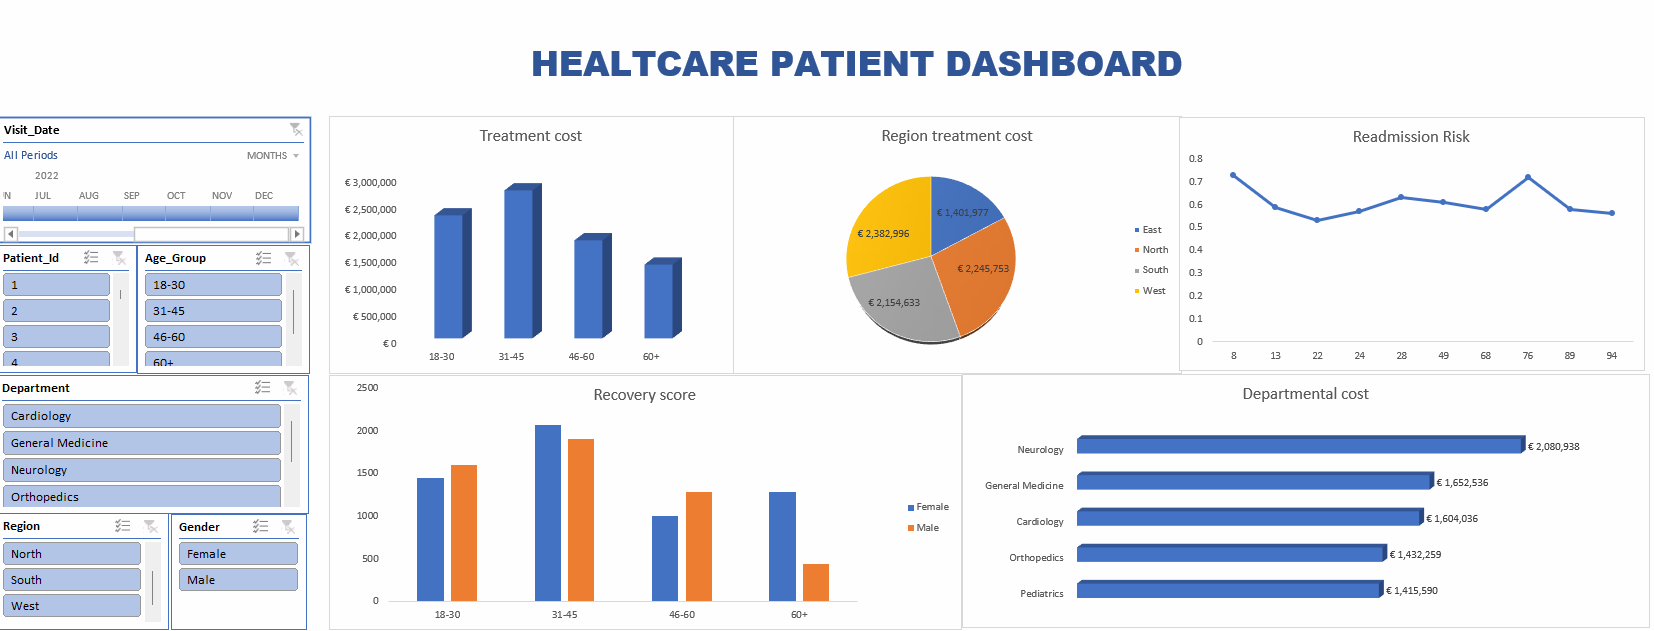 HEALTCARE PATIENT DASHBOARD
Visit_Date
All Periods
MONTHS
2022
JUL AUG SEP OCT NOV DEC
Patient_Id
1
2
3
4
Age_Group
18-30
31-45
46-60
60+
Department
Cardiology
General Medicine
Neurology
Orthopedics
Region
North
South
West
Gender
Female
Male
Treatment cost
€ 3,000,000
€ 2,500,000
€ 2,000,000
€ 1,500,000
€ 1,000,000
€ 500,000
€ 0
18-30 31-45 46-60 60+
Region treatment cost
€ 1,401,977
€ 2,382,996
€ 2,245,753
€ 2,154,633
East
North
South
West
Readmission Risk
0.8
0.7
0.6
0.5
0.4
0.3
0.2
0.1
0
8 13 22 24 28 49 68 76 89 94
Recovery score
2500
2000
1500
1000
500
0
18-30 31-45 46-60 60+
Female
Male
Departmental cost
Neurology € 2,080,938
General Medicine € 1,652,536
Cardiology € 1,604,036
Orthopedics € 1,432,259
Pediatrics € 1,415,590